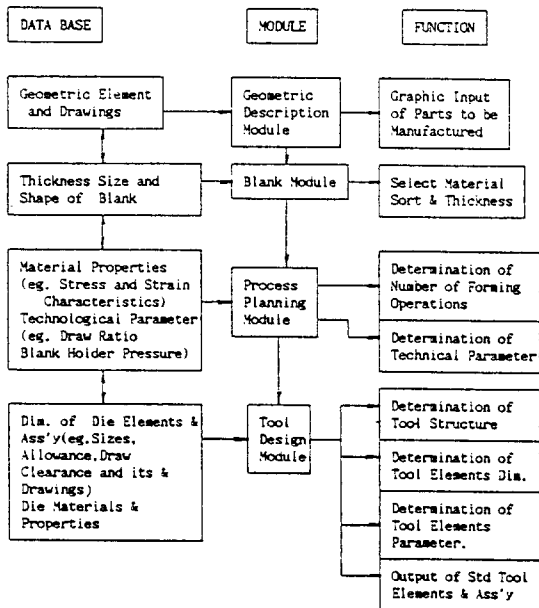 DATA BASE
MODULE
FUNCTION
Geometric Element
and Drawings
Geometric
Description
Module
Graphic Input
of Parts to be
Manufactured
Thickness Size and
Shape of Blank
Blank Module
Select Material
Sort & Thickness
Material Properties
(eg. Stress and Strain
Characteristics)
Technological Parameter
(eg. Draw Ratio
Blank Holder Pressure)
Process
Planning
Module
Determination of
Number of Forming
Operations
Determination of
Technical Parameter
Dim. of Die Elements &
Ass'y(eg.Sizes,
Allowance,Draw
Clearance and its &
Drawings)
Die Materials &
Properties
Tool
Design
Module
Determination of
Tool Structure
Determination of
Tool Elements Dim.
Determination of
Tool Elements
Parameter.
Output of Std Tool
Elements & Ass'y